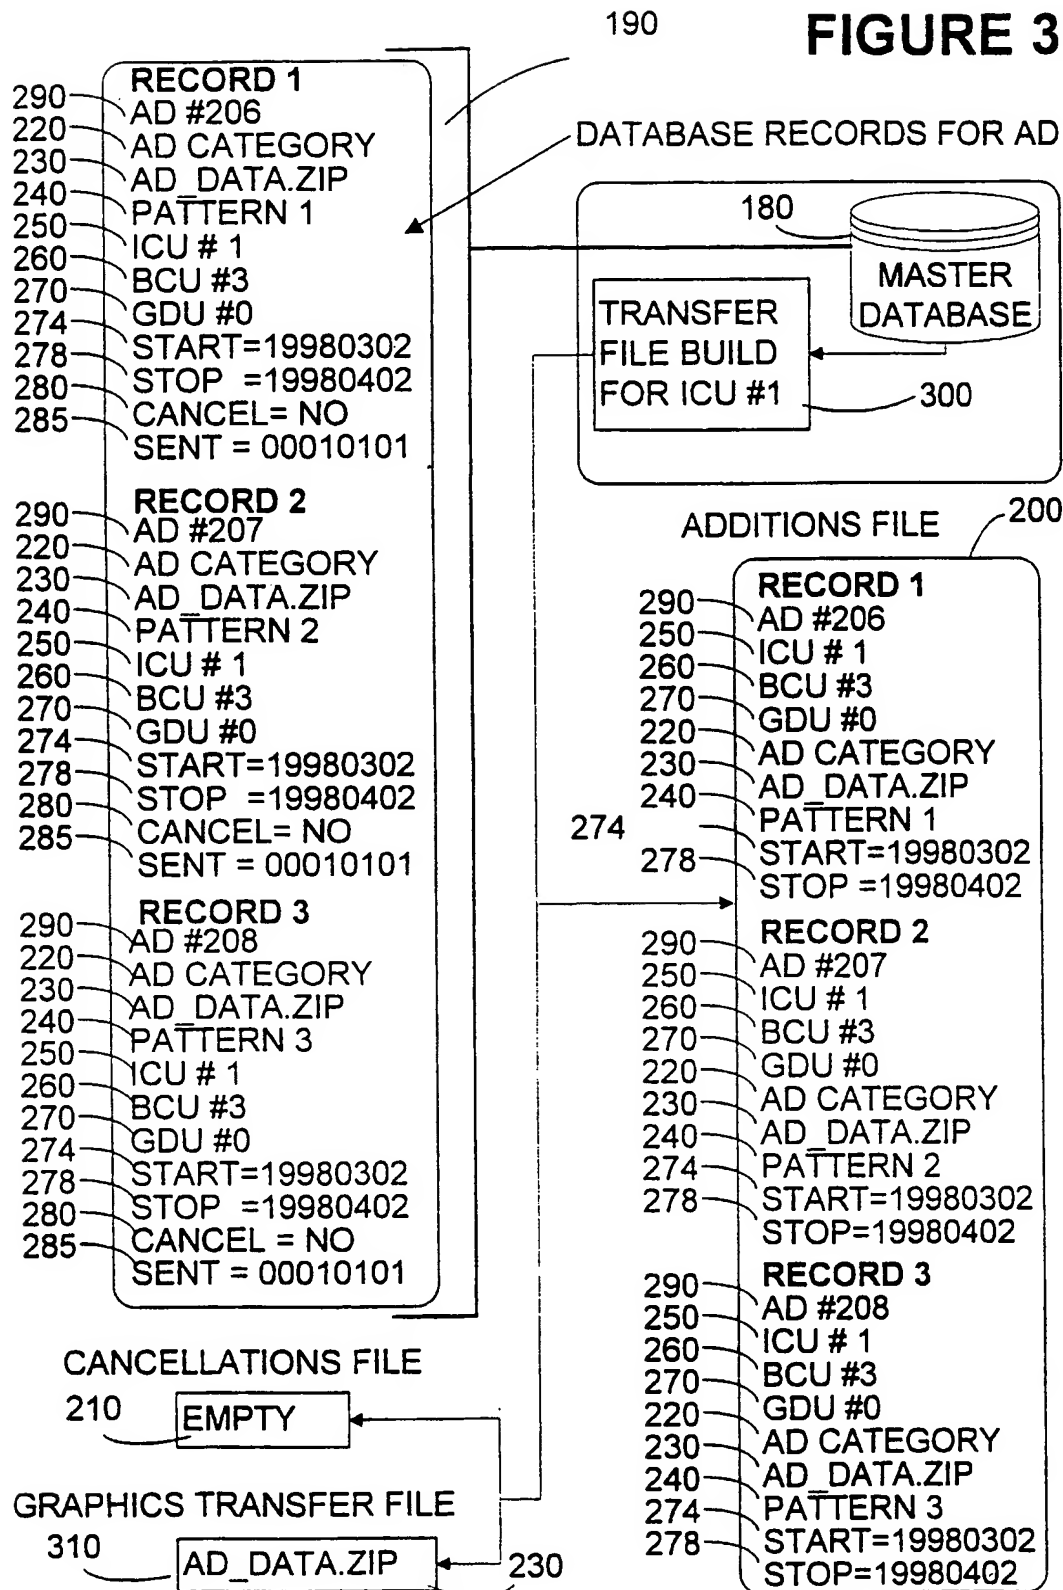 190
FIGURE 3
RECORD 1
290 AD #206
220 AD CATEGORY
230 AD_DATA.ZIP
240 PATTERN 1
250 ICU # 1
260 BCU #3
270 GDU #0
274 START=19980302
278 STOP =19980402
280 CANCEL= NO
285 SENT = 00010101
RECORD 2
290 AD #207
220 AD CATEGORY
230 AD_DATA.ZIP
240 PATTERN 2
250 ICU # 1
260 BCU #3
270 GDU #0
274 START=19980302
278 STOP =19980402
280 CANCEL= NO
285 SENT = 00010101
RECORD 3
290 AD #208
220 AD CATEGORY
230 AD_DATA.ZIP
240 PATTERN 3
250 ICU # 1
260 BCU #3
270 GDU #0
274 START=19980302
278 STOP =19980402
280 CANCEL = NO
285 SENT = 00010101
CANCELLATIONS FILE
210 EMPTY
GRAPHICS TRANSFER FILE
310 AD_DATA.ZIP 230
DATABASE RECORDS FOR AD
180
MASTER
DATABASE
TRANSFER
FILE BUILD
FOR ICU #1
300
ADDITIONS FILE
200
RECORD 1
290 AD #206
250 ICU # 1
260 BCU #3
270 GDU #0
220 AD CATEGORY
230 AD_DATA.ZIP
240 PATTERN 1
274 START=19980302
278 STOP =19980402
RECORD 2
290 AD #207
250 ICU # 1
260 BCU #3
270 GDU #0
220 AD CATEGORY
230 AD_DATA.ZIP
240 PATTERN 2
274 START=19980302
278 STOP=19980402
RECORD 3
290 AD #208
250 ICU # 1
260 BCU #3
270 GDU #0
220 AD CATEGORY
230 AD_DATA.ZIP
240 PATTERN 3
274 START=19980302
278 STOP=19980402